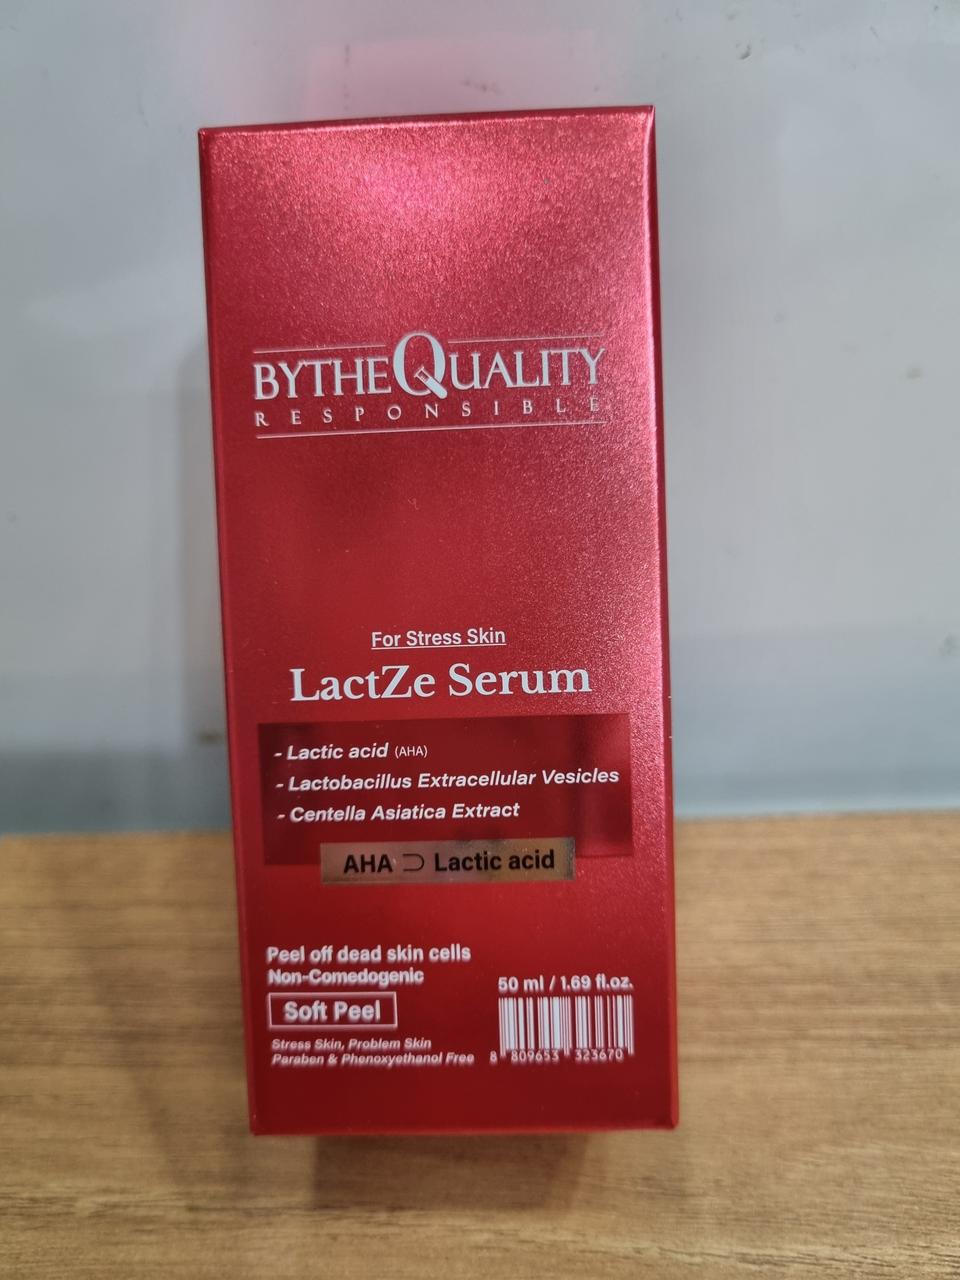 BYTHEQUALITY
RESPONSIBLE
For Stress Skin
LactZe Serum
- Lactic acid (AHA)
- Lactobacillus Extracellular Vesicles
- Centella Asiatica Extract
AHA ⊃ Lactic acid
Peel off dead skin cells
Non-Comedogenic
50 ml / 1.69 fl.oz.
Soft Peel
Stress Skin, Problem Skin
Paraben & Phenoxyethanol Free
8 809653 323670